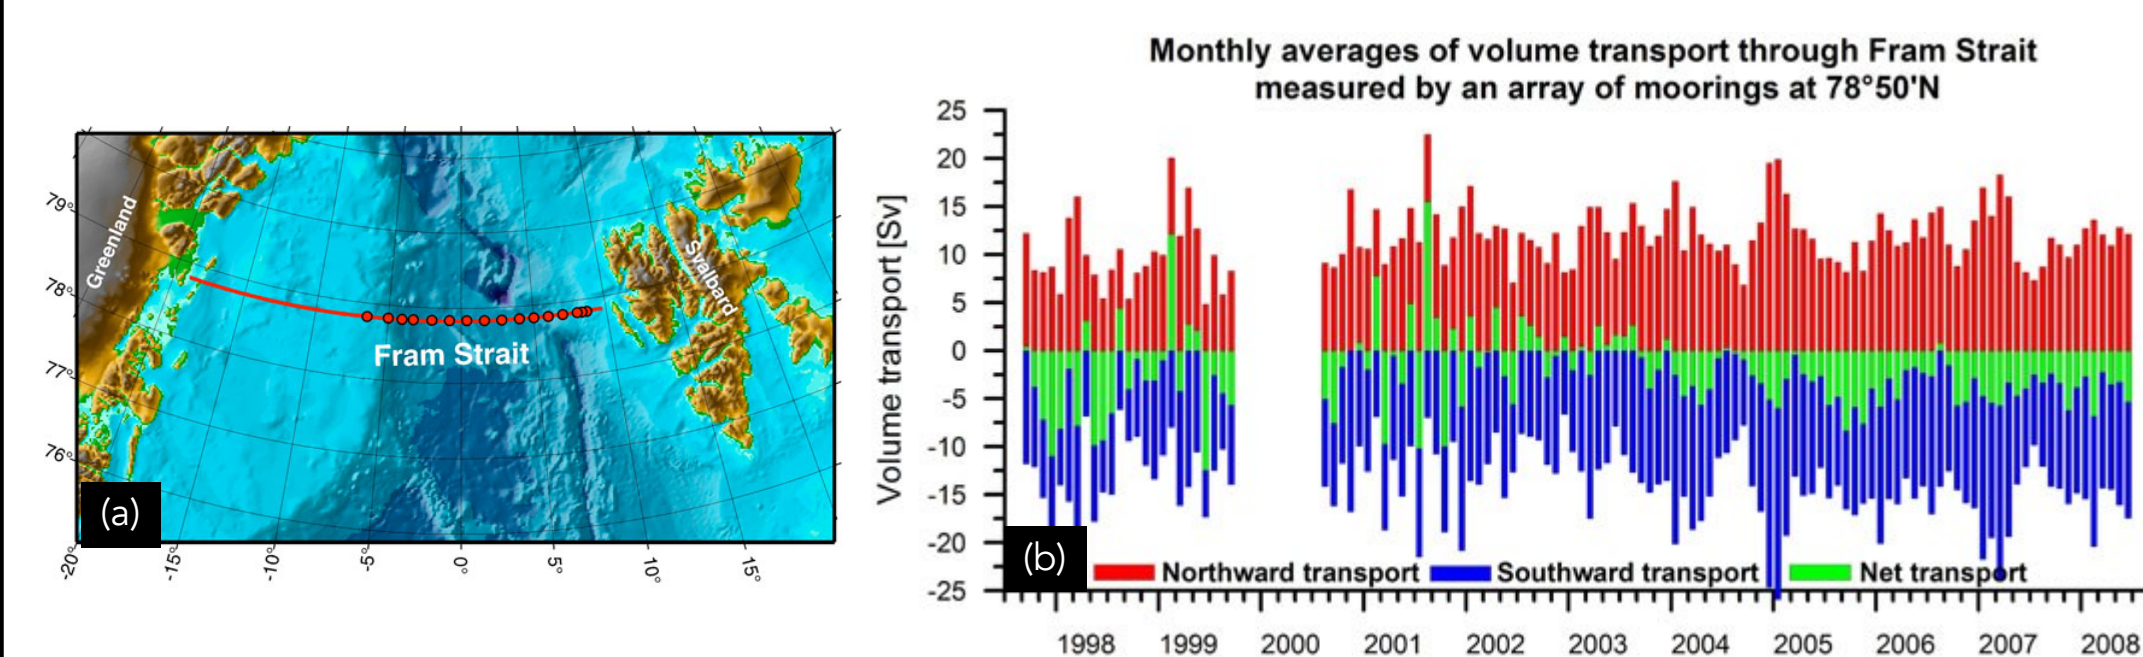 Greenland
Svalbard
Fram Strait
79°
78°
77°
76°
-20°
-15°
-10°
-5°
0°
5°
10°
15°
(a)
Monthly averages of volume transport through Fram Strait
measured by an array of moorings at 78°50'N
Volume transport [Sv]
25
20
15
10
5
0
-5
-10
-15
-20
-25
(b)
Northward transport Southward transport Net transport
1998 1999 2000 2001 2002 2003 2004 2005 2006 2007 2008